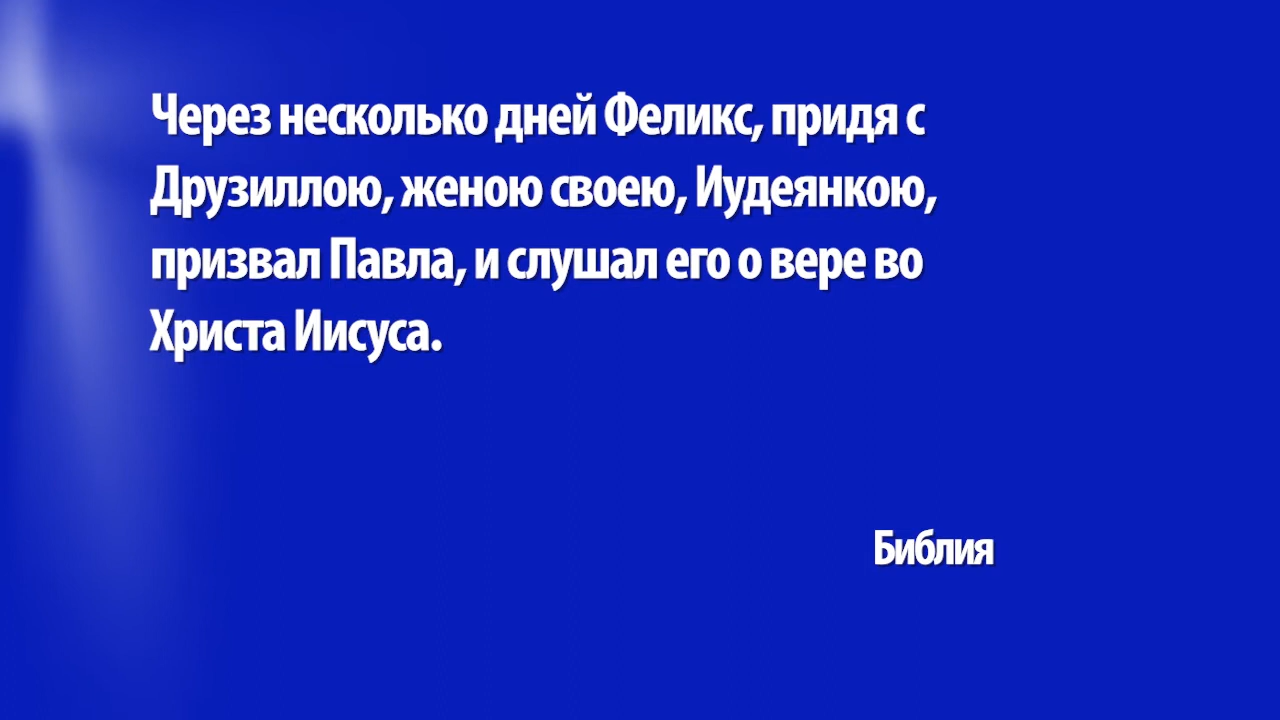 Через несколько дней Феликс, придя с
Друзиллою, женою своею, Иудеянкою,
призвал Павла, и слушал его о вере во
Христа Иисуса.
Библия